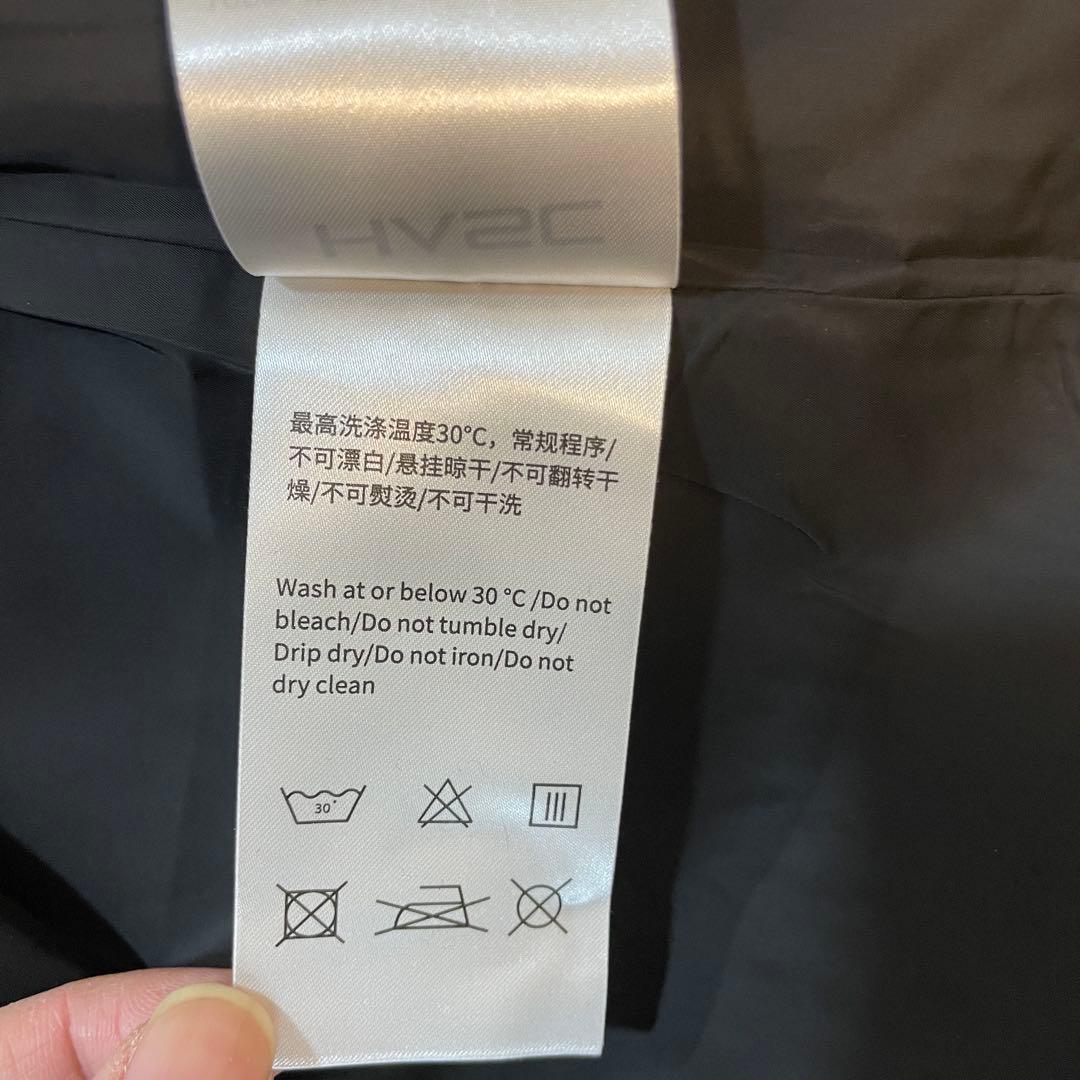 最高洗涤温度30°C，常规程序/
不可漂白/悬挂晾干/不可翻转干
燥/不可熨烫/不可干洗
Wash at or below 30 °C /Do not
bleach/Do not tumble dry/
Drip dry/Do not iron/Do not
dry clean
30°